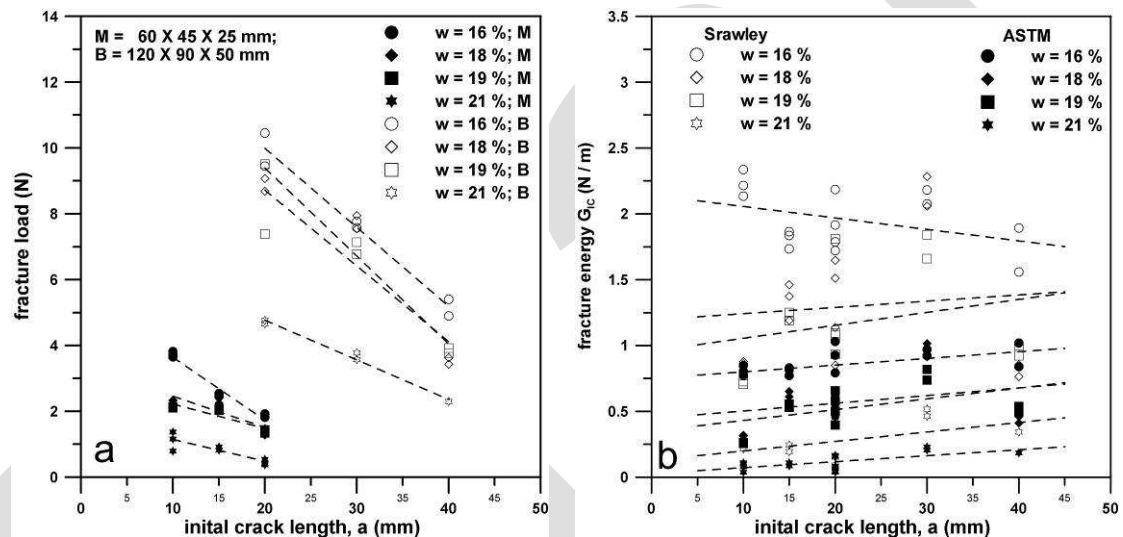 M = 60 X 45 X 25 mm;
B = 120 X 90 X 50 mm
w = 16 %; M
w = 18 %; M
w = 19 %; M
w = 21 %; M
w = 16 %; B
w = 18 %; B
w = 19 %; B
w = 21 %; B
14
12
10
8
6
4
2
0
fracture load (N)
a
0 5 10 15 20 25 30 35 40 45 50
inital crack length, a (mm)
Srawley
w = 16 %
w = 18 %
w = 19 %
w = 21 %
ASTM
w = 16 %
w = 18 %
w = 19 %
w = 21 %
3.5
3
2.5
2
1.5
1
0.5
0
fracture energy GIC (N / m)
b
0 5 10 15 20 25 30 35 40 45 50
inital crack length, a (mm)